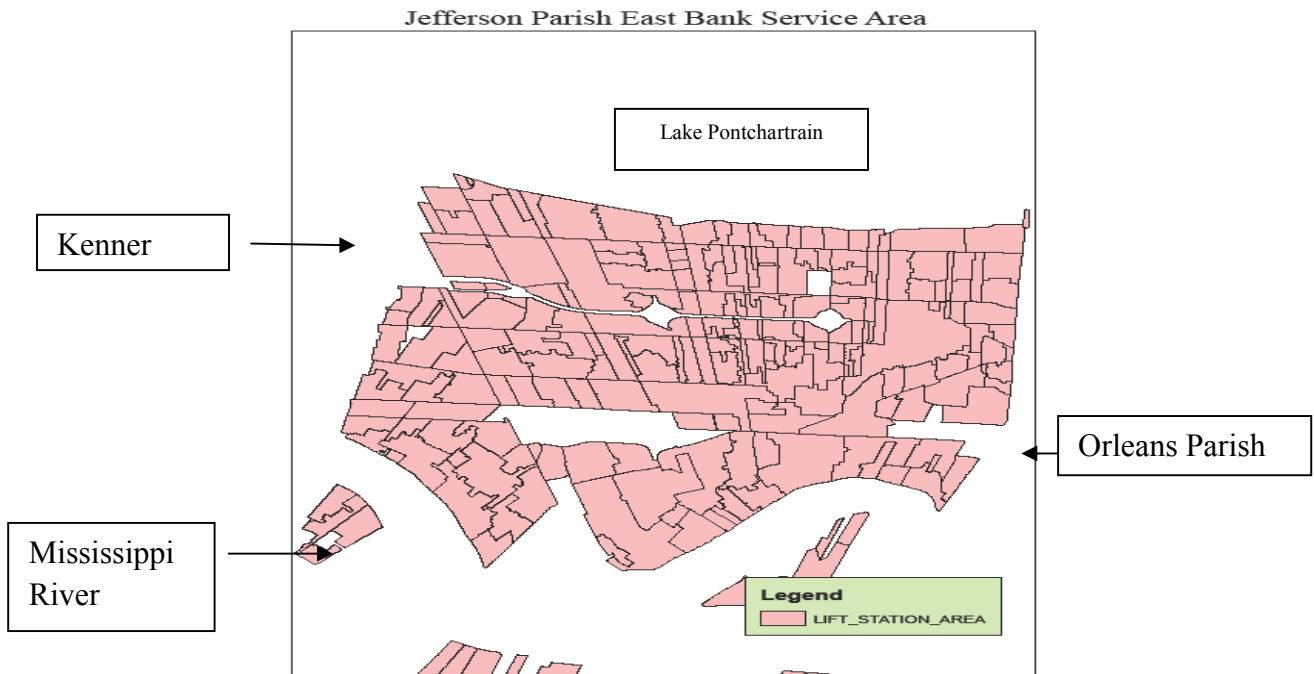 Jefferson Parish East Bank Service Area
Lake Pontchartrain
Kenner
Orleans Parish
Mississippi
River
Legend
LIFT_STATION_AREA